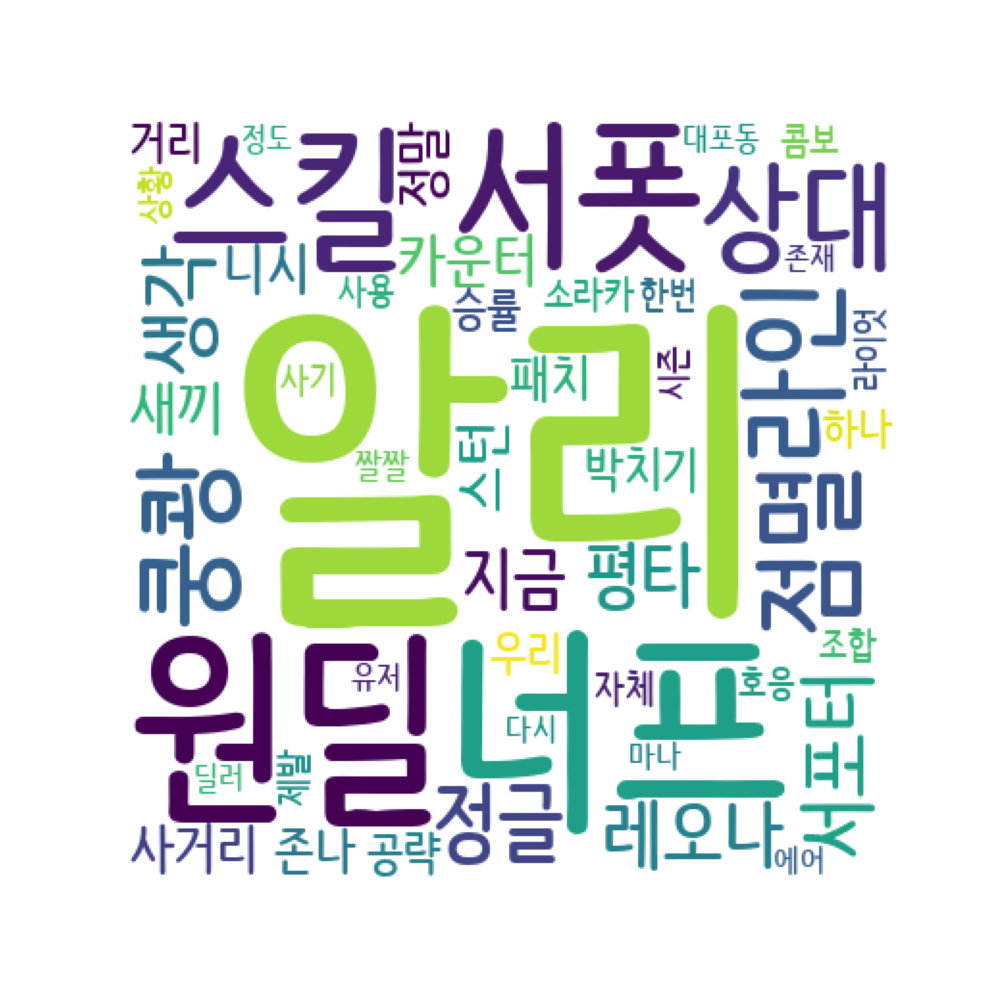 거리
정도
스킬
정말
서폿
대포동
콤보
상황
상대
생각
니시
카운터
존재
사용
승률
소라카
한번
라인
라이엇
알리
사기
패치
시즌
새끼
하나
짤짤
스턴
박치기
점멸
쿵쾅
지금
평타
원딜
너프
우리
조합
유저
자체
호응
서포터
다시
마나
딜러
제발
정글
레오나
사거리
존나
공략
에어